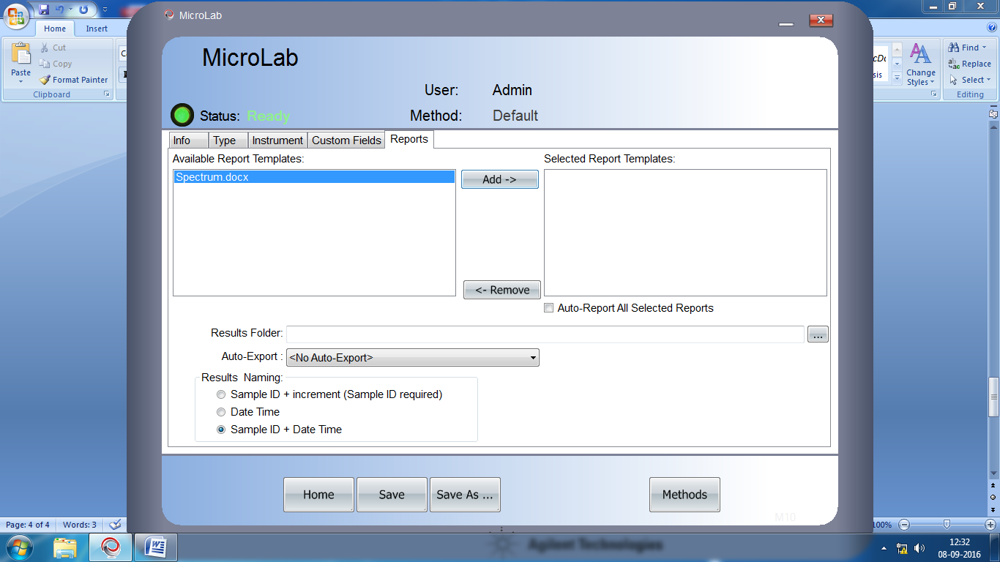 MicroLab
Home Insert
Cut
Copy
Paste
Format Painter
Clipboard
MicroLab
User: Admin
Status: Ready
Method: Default
Find
Replace
Select
Change Styles
Editing
Info Type Instrument Custom Fields Reports
Available Report Templates: Selected Report Templates:
Spectrum.docx
Add ->
<- Remove
Auto-Report All Selected Reports
Results Folder: ...
Auto-Export : <No Auto-Export>
Results Naming:
Sample ID + increment (Sample ID required)
Date Time
Sample ID + Date Time
Home Save Save As ... Methods
M10
Page: 4 of 4 Words: 3 100%
Agilent Technologies
12:32
08-09-2016